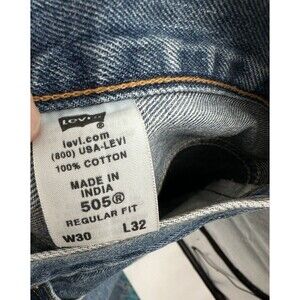 Levi's
®
levi.com
(800) USA-LEVI
100% COTTON
MADE IN
INDIA
505®
REGULAR FIT
W30 L32